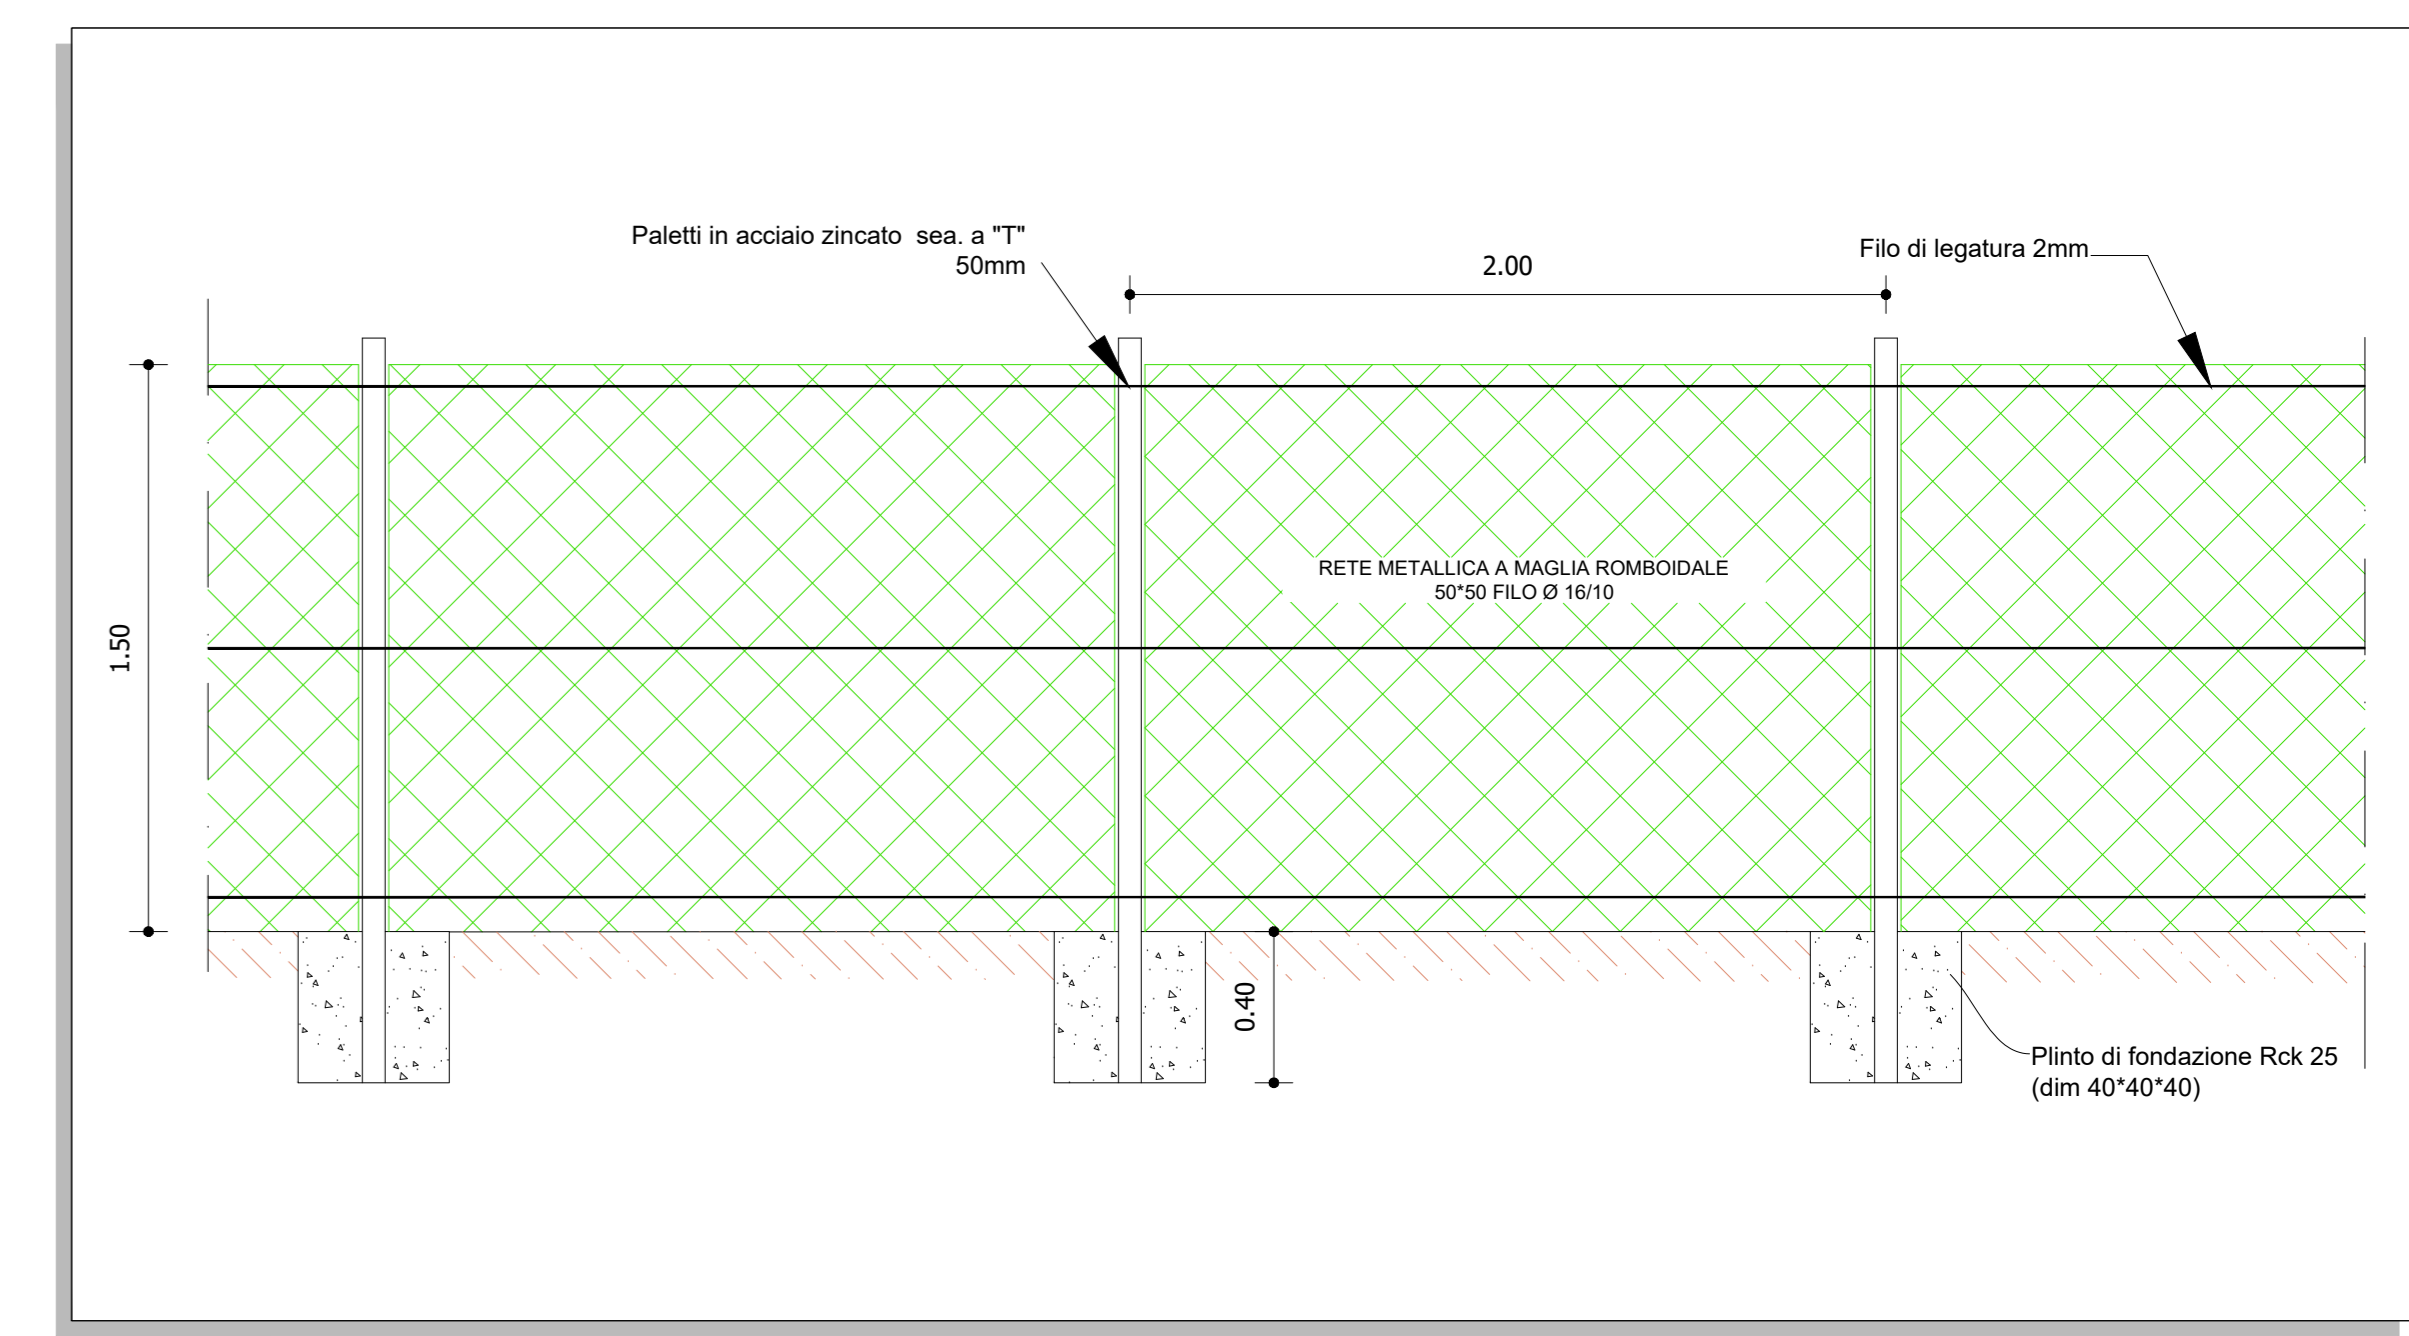 Paletti in acciaio zincato  sea. a "T"
50mm
2.00
Filo di legatura 2mm
RETE METALLICA A MAGLIA ROMBOIDALE
50*50 FILO Ø 16/10
1.50
0.40
Plinto di fondazione Rck 25
(dim 40*40*40)